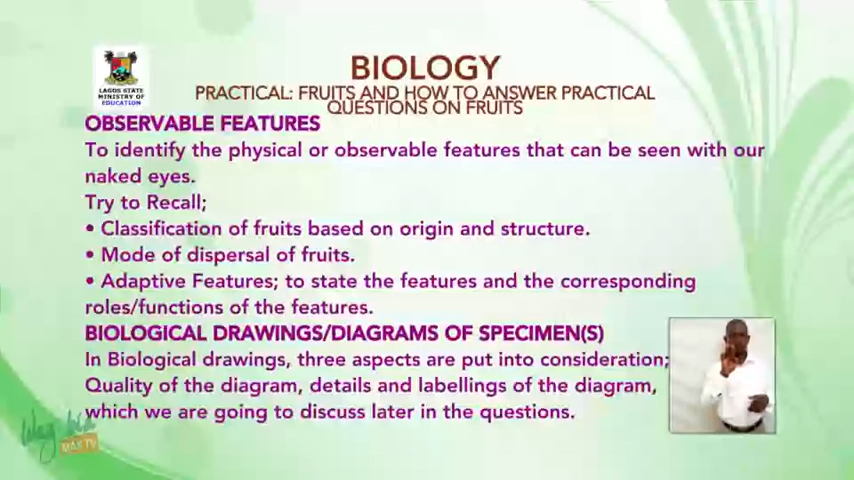 BIOLOGY
LAGOS STATE
MINISTRY OF
EDUCATION
PRACTICAL: FRUITS AND HOW TO ANSWER PRACTICAL
QUESTIONS ON FRUITS
OBSERVABLE FEATURES
To identify the physical or observable features that can be seen with our
naked eyes.
Try to Recall;
• Classification of fruits based on origin and structure.
• Mode of dispersal of fruits.
• Adaptive Features; to state the features and the corresponding
roles/functions of the features.
BIOLOGICAL DRAWINGS/DIAGRAMS OF SPECIMEN(S)
In Biological drawings, three aspects are put into consideration;
Quality of the diagram, details and labellings of the diagram,
which we are going to discuss later in the questions.
MAX TV